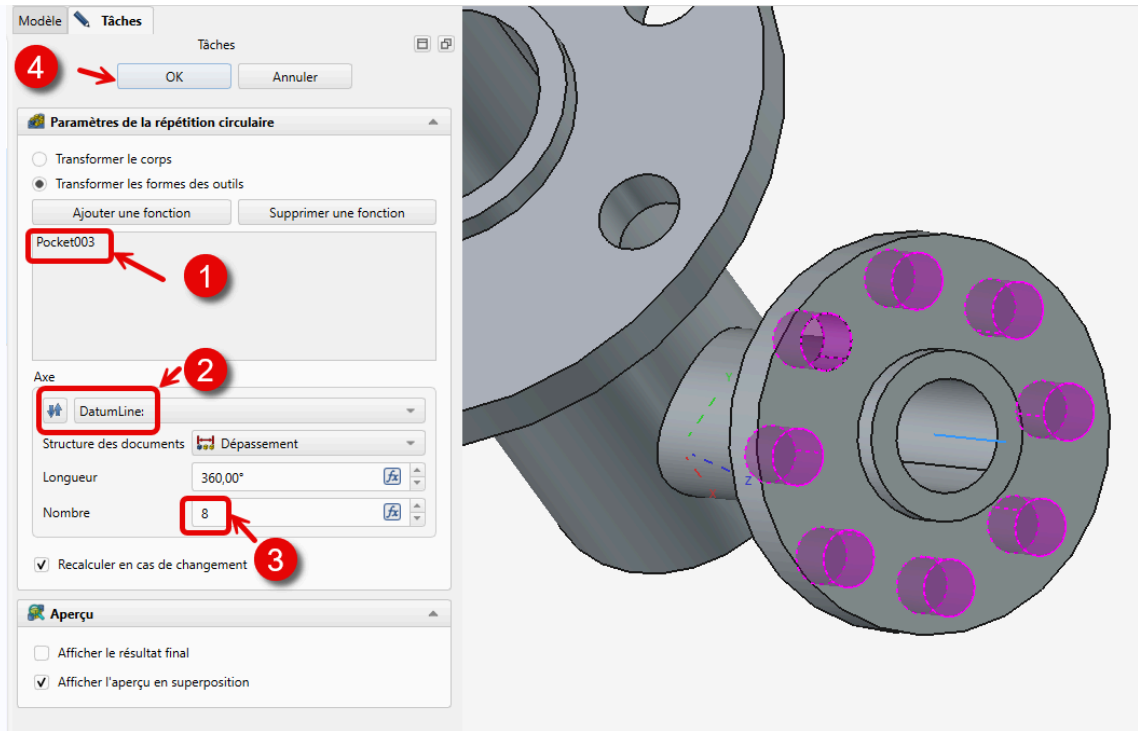 Modèle Tâches
Tâches
4 OK Annuler
Paramètres de la répétition circulaire
Transformer le corps
Transformer les formes des outils
Ajouter une fonction Supprimer une fonction
Pocket003
1
Axe
2
DatumLine:
Structure des documents Dépassement
Longueur 360,00° fx
Nombre 8 fx
Recalculer en cas de changement 3
Aperçu
Afficher le résultat final
Afficher l'aperçu en superposition
Y
Z
X